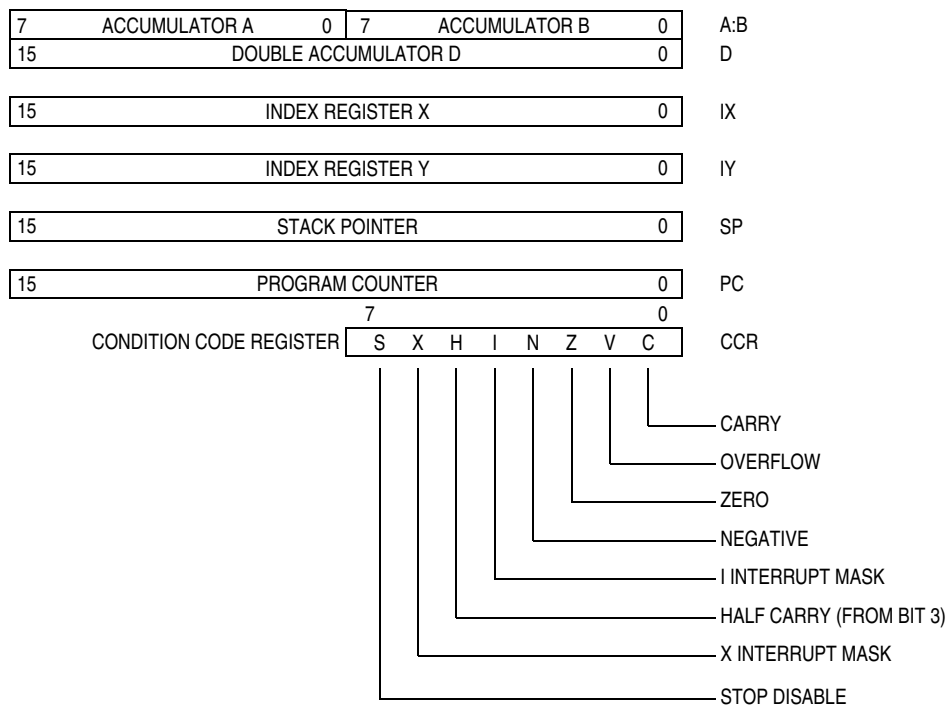 7 ACCUMULATOR A 0 7 ACCUMULATOR B 0 A:B
15 DOUBLE ACCUMULATOR D 0 D
15 INDEX REGISTER X 0 IX
15 INDEX REGISTER Y 0 IY
15 STACK POINTER 0 SP
15 PROGRAM COUNTER 0 PC
7 0
CONDITION CODE REGISTER S X H I N Z V C CCR
CARRY
OVERFLOW
ZERO
NEGATIVE
I INTERRUPT MASK
HALF CARRY (FROM BIT 3)
X INTERRUPT MASK
STOP DISABLE